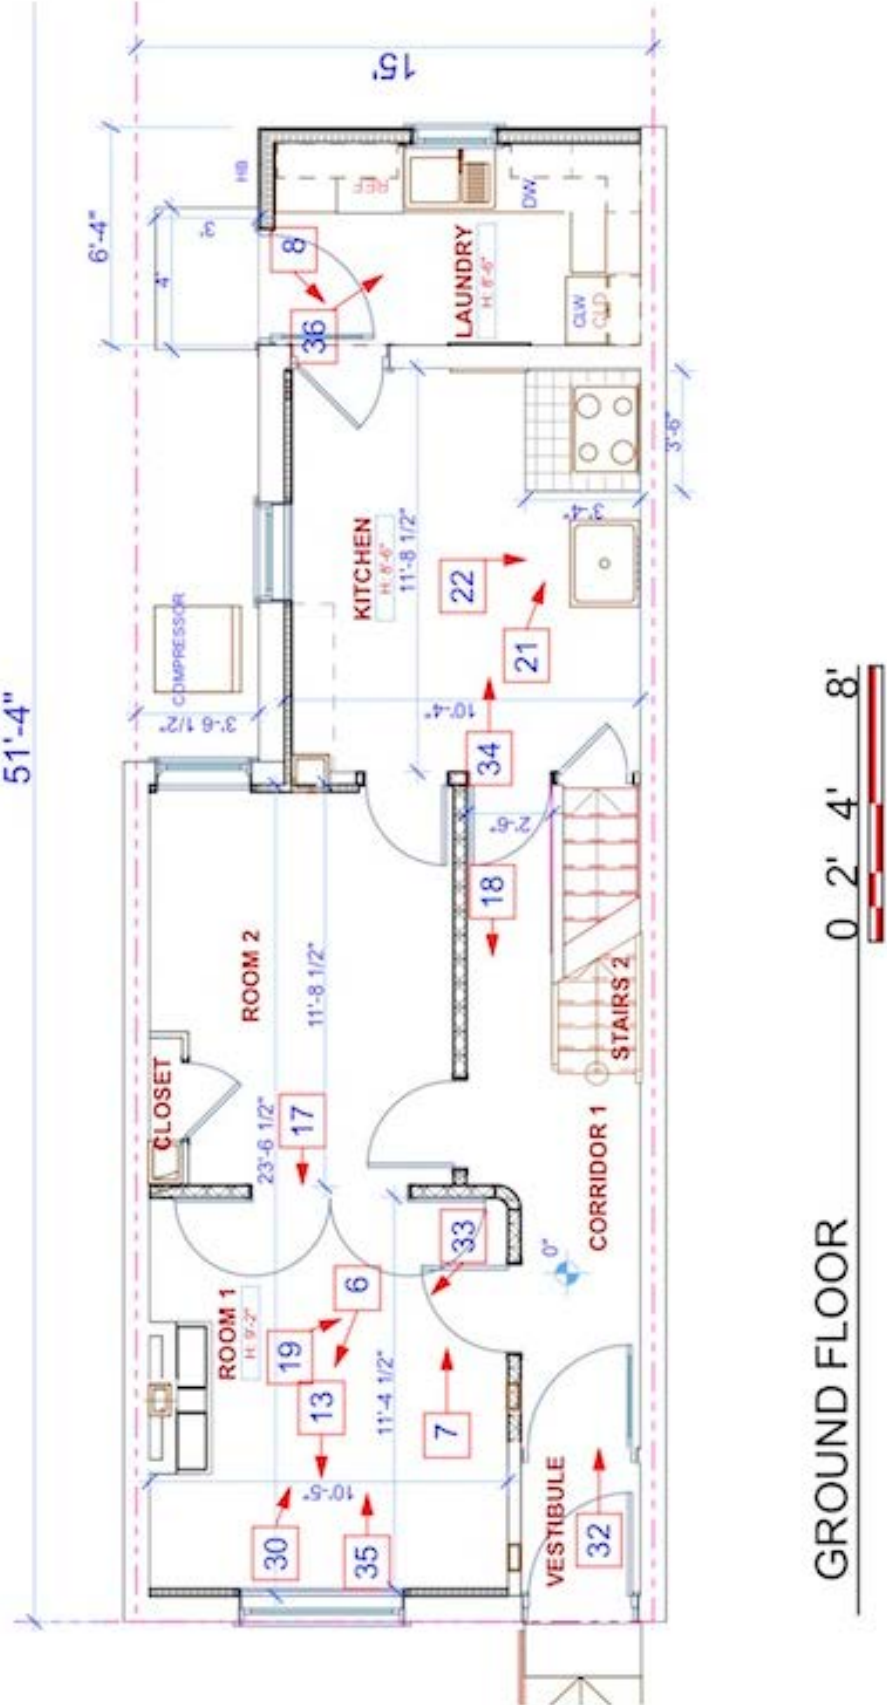 15'
6'-4"
HB
3'
4"
8
36
REF
DW
LAUNDRY
H: 8'-6"
CLW
CLD
3'-6"
3'-4"
KITCHEN
H: 8'-6"
11'-8 1/2"
22
21
COMPRESSOR
3'-6 1/2"
10'-4"
34
51'-4"
2'-6"
18
ROOM 2
11'-8 1/2"
STAIRS 2
CLOSET
23'-6 1/2"
17
CORRIDOR 1
0"
33
6
19
ROOM 1
H: 9'-2"
13
11'-4 1/2"
7
10'-5"
30
35
VESTIBULE
32
GROUND FLOOR
0 2' 4' 8'